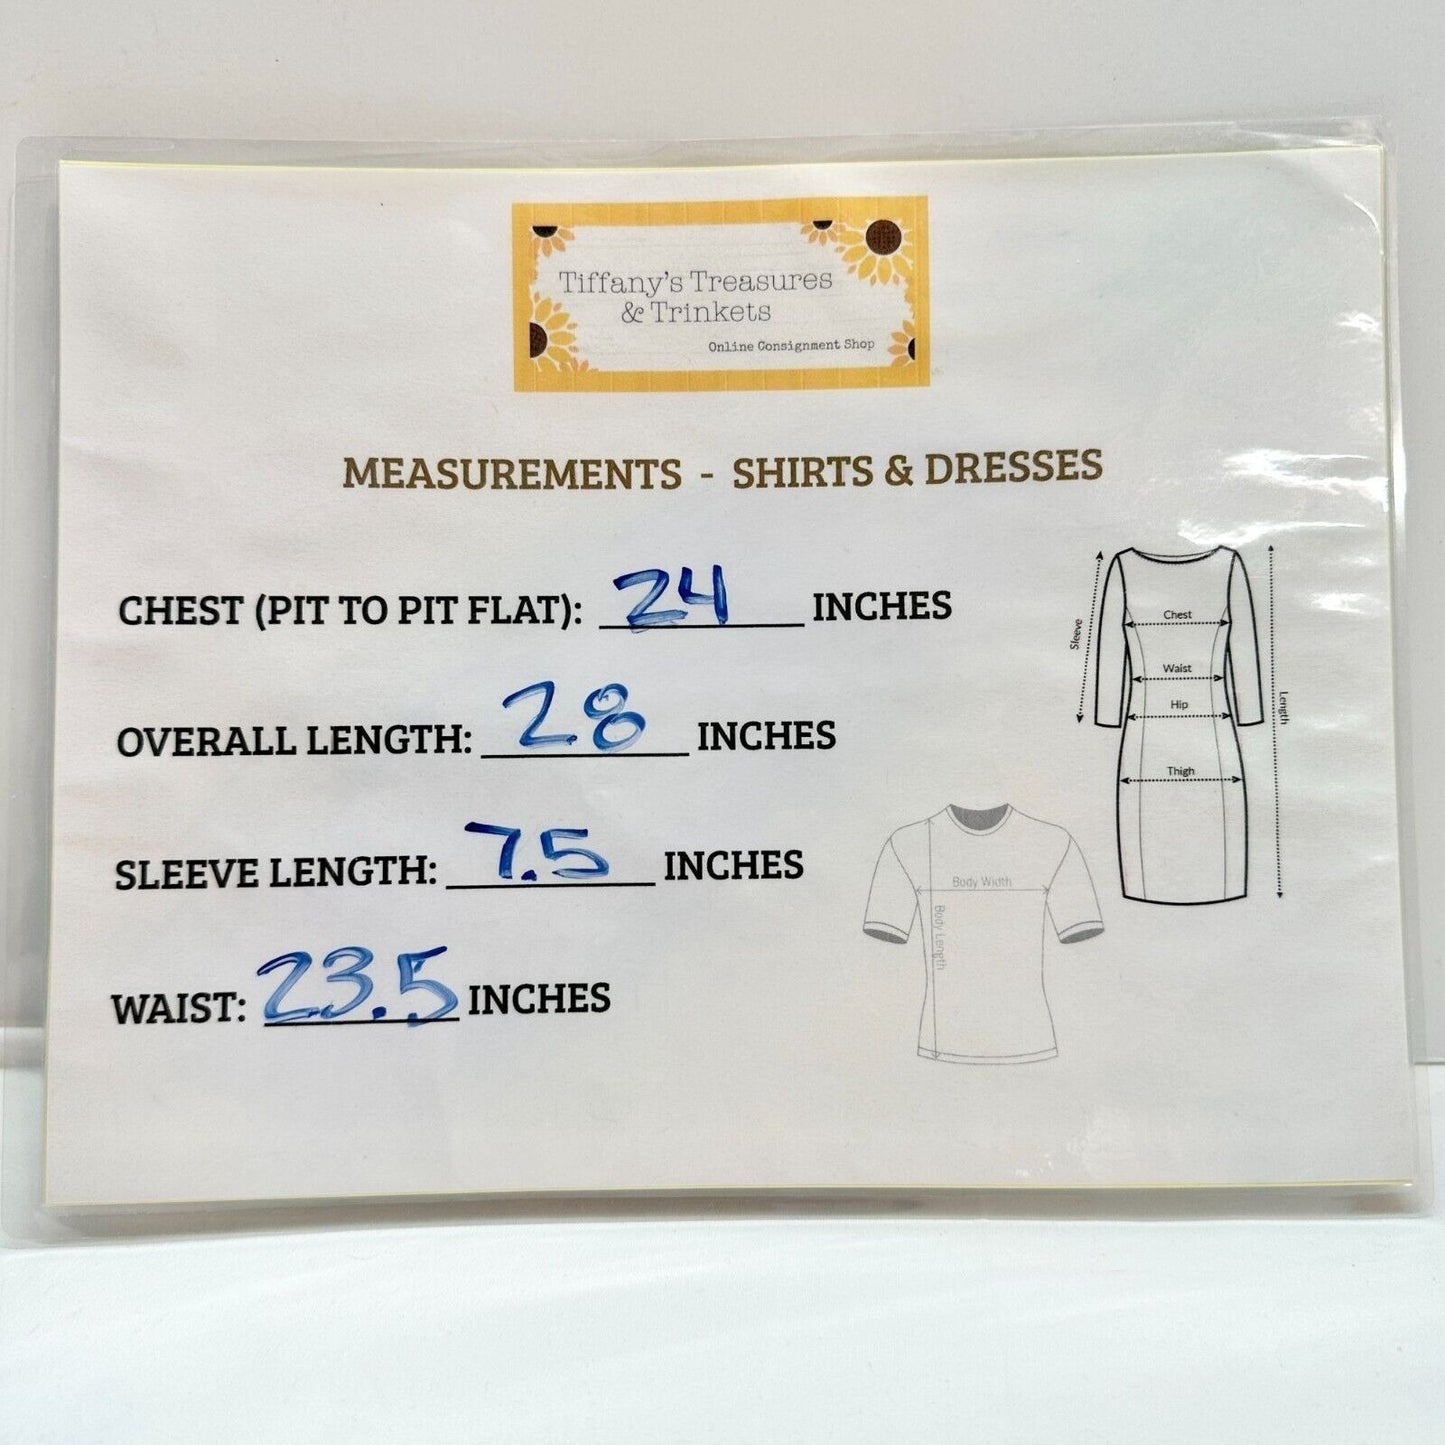 Tiffany's Treasures
& Trinkets
Online Consignment Shop
MEASUREMENTS - SHIRTS & DRESSES
CHEST (PIT TO PIT FLAT): 24 INCHES
OVERALL LENGTH: 28 INCHES
SLEEVE LENGTH: 7.5 INCHES
WAIST: 23.5 INCHES
Sleeve
Chest
Waist
Hip
Thigh
Length
Body Width
Body Length